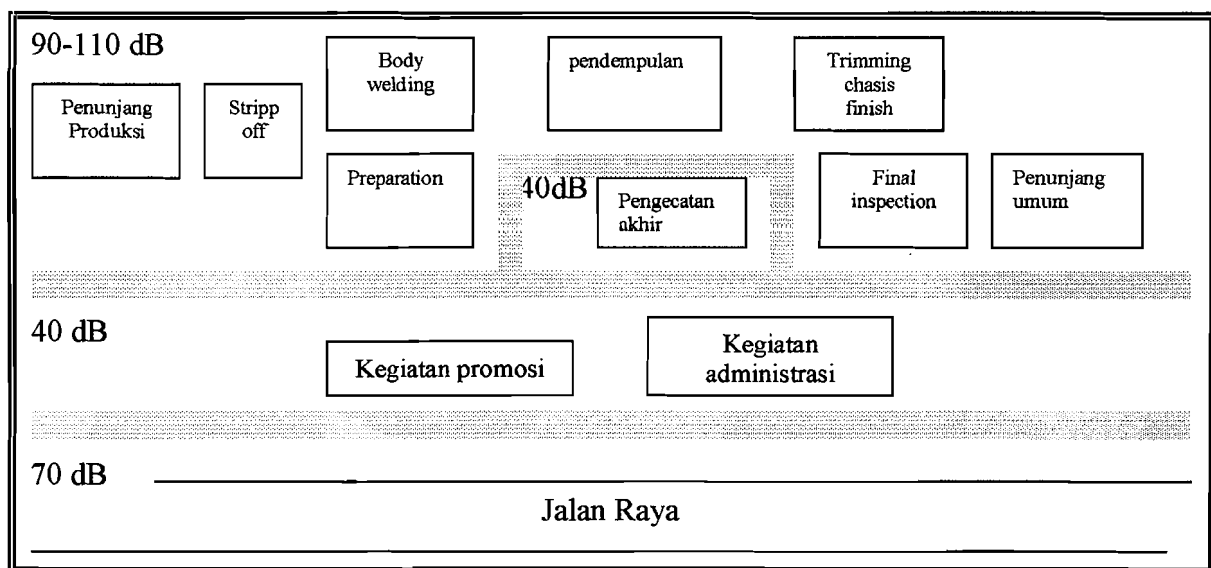 90-110 dB
Body
welding
pendempulan
Trimming
chasis
finish
Penunjang
Produksi
Stripp
off
Preparation
40dB
Pengecatan
akhir
Final
inspection
Penunjang
umum
40 dB
Kegiatan promosi
Kegiatan
administrasi
70 dB
Jalan Raya